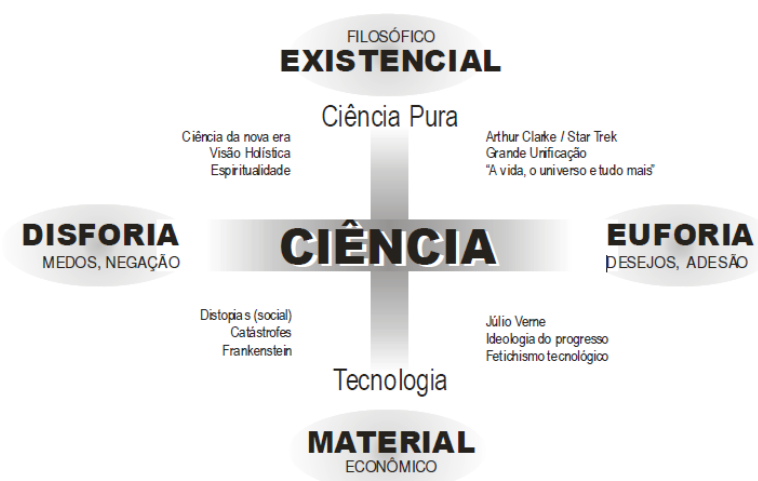 FILOSÓFICO
EXISTENCIAL
Ciência Pura
Ciência da nova era
Visão Holística
Espiritualidade
Arthur Clarke / Star Trek
Grande Unificação
"A vida, o universo e tudo mais"
DISFORIA
MEDOS, NEGAÇÃO
CIÊNCIA
EUFORIA
DESEJOS, ADESÃO
Distopias (social)
Catástrofes
Frankenstein
Júlio Verne
Ideologia do progresso
Fetichismo tecnológico
Tecnologia
MATERIAL
ECONÔMICO